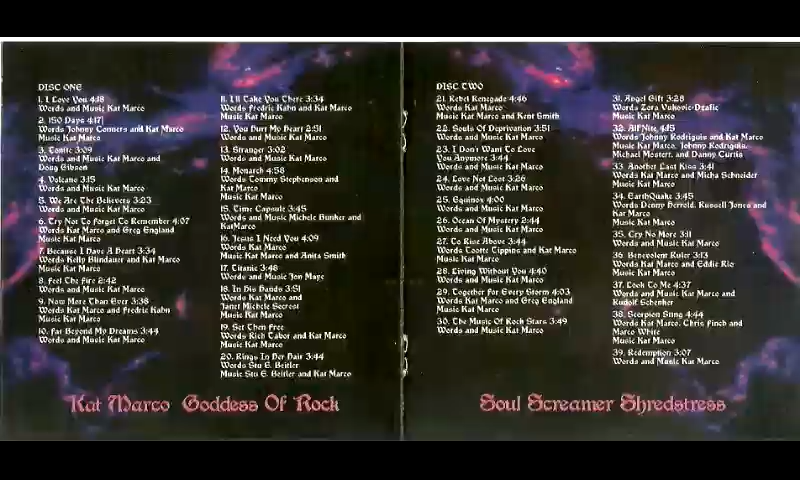 DISC ONE
1. I Love You 4:18
Words and Music Kat Marco
2. 150 Days 4:17
Words Johnny Conners and Kat Marco
Music Kat Marco
3. Tonite 3:09
Words and Music Kat Marco and
Doug Gibson
4. Volcano 3:15
Words and Music Kat Marco
5. We Are The Believers 3:23
Words and Music Kat Marco
6. Try Not To Forget To Remember 4:07
Words Kat Marco and Greg England
Music Kat Marco
7. Because I Have A Heart 3:34
Words Kelly Blindauer and Kat Marco
Music Kat Marco
8. Feel The Fire 2:42
Words and Music Kat Marco
9. Now More Than Ever 3:38
Words Kat Marco and Fredric Kahn
Music Kat Marco
10. Far Beyond My Dreams 3:44
Words and Music Kat Marco
11. I'll Take You There 3:34
Words Fredric Kahn and Kat Marco
Music Kat Marco
12. You Hurt My Heart 2:51
Words and Music Kat Marco
13. Stranger 3:02
Words and Music Kat Marco
14. Monarch 4:58
Words Tommy Stephenson and
Kat Marco
Music Kat Marco
15. Time Capsule 3:45
Words and Music Michele Bunker and
KatMarco
16. Jesus I Need You 4:09
Words Kat Marco
Music Kat Marco and Anita Smith
17. Titanic 3:48
Words and Music Jon Maye
18. In His Hands 3:51
Words Kat Marco and
Janet Michele Secrest
Music Kat Marco
19. Set Then Free
Words Rich Tabor and Kat Marco
Music Kat Marco
20. Rings In Her Hair 3:44
Words Stu E. Beitler
Music Stu E. Beitler and Kat Marco
Kat Marco Goddess Of Rock
DISC TWO
21. Rebel Renegade 4:46
Words Kat Marco
Music Kat Marco and Kent Smith
22. Souls Of Deprivation 3:51
Words and Music Kat Marco
23. I Don't Want To Love
You Anymore 3:44
Words and Music Kat Marco
24. Love Not Lost 3:26
Words and Music Kat Marco
25. Equinox 4:00
Words and Music Kat Marco
26. Ocean Of Mystery 2:44
Words and Music Kat Marco
27. To Rise Above 3:44
Words Tootie Tippins and Kat Marco
Music Kat Marco
28. Living Without You 4:40
Words and Music Kat Marco
29. Together For Every Storm 4:03
Words Kat Marco and Greg England
Music Kat Marco
30. The Music Of Rock Stars 3:49
Words and Music Kat Marco
31. Angel Gift 3:28
Words Zora Vukovic-Dzafic
Music Kat Marco
32. All Nite 4:15
Words Johnny Rodriguis and Kat Marco
Music Kat Marco, Johnny Rodriguis,
Michael Mostert, and Danny Curtis
33 Another Last Kiss 3:41
Words Kat Marco and Micha Schneider
Music Kat Marco
34. EarthQuake 3:45
Words Denny Herold, Russell Jones and
Kat Marco
Music Kat Marco
35. Cry No More 3:11
Words and Music Kat Marco
36. Benevolent Ruler 3:13
Words Kat Marco and Eddie Rio
Music Kat Marco
37. Look To Me 4:37
Words and Music Kat Marco and
Rudolf Schenker
38. Scorpion Sting 4:44
Words Kat Marco, Chris Finch and
Marco White
Music Kat Marco
39. Redemption 3:07
Words and Music Kat Marco
Soul Screamer Shredstress